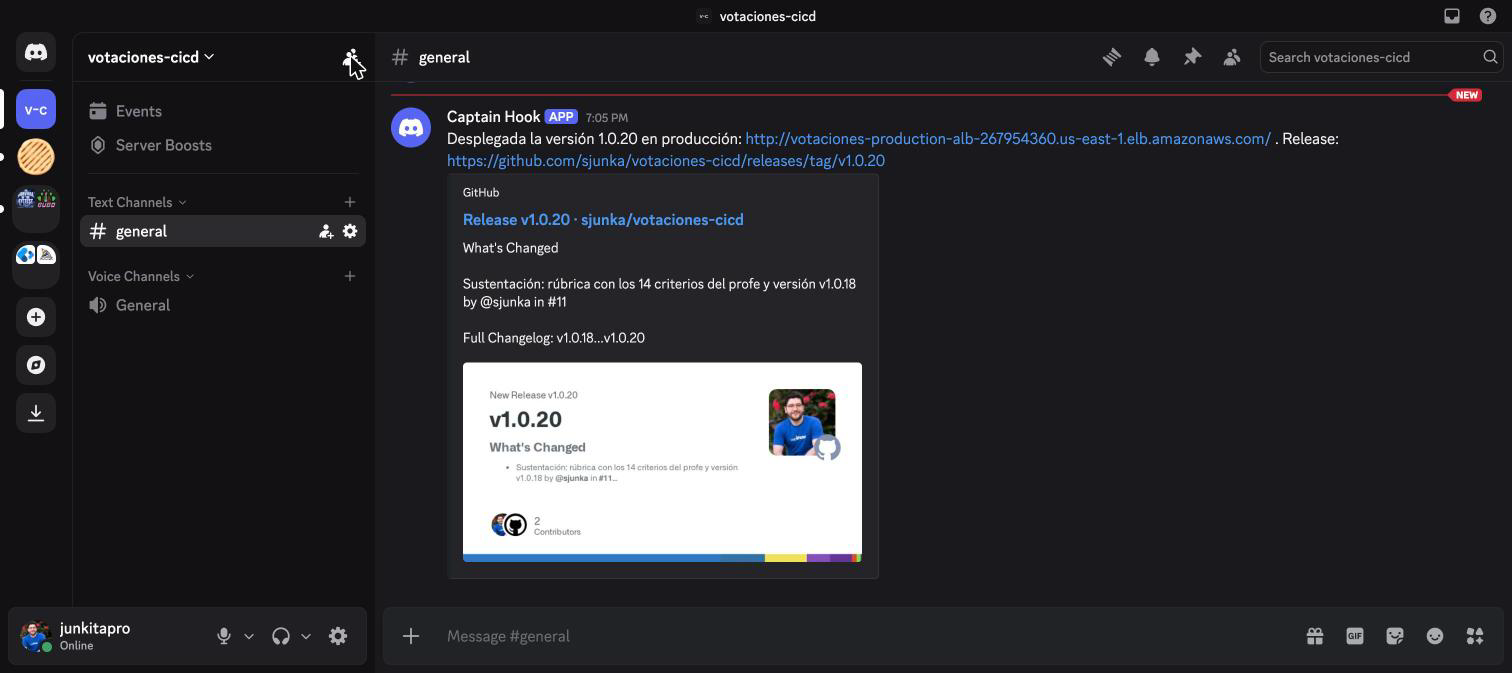 v-c votaciones-cicd
votaciones-cicd
general
Search votaciones-cicd
v-c
Events
Server Boosts
Text Channels
general
Voice Channels
General
NEW
Captain Hook APP 7:05 PM
Desplegada la versión 1.0.20 en producción: http://votaciones-production-alb-267954360.us-east-1.elb.amazonaws.com/ . Release:
https://github.com/sjunka/votaciones-cicd/releases/tag/v1.0.20
GitHub
Release v1.0.20 · sjunka/votaciones-cicd
What's Changed
Sustentación: rúbrica con los 14 criterios del profe y versión v1.0.18
by @sjunka in #11
Full Changelog: v1.0.18...v1.0.20
New Release v1.0.20
v1.0.20
What's Changed
• Sustentación: rúbrica con los 14 criterios del profe y versión
v1.0.18 by @sjunka in #11...
2
Contributors
junkitapro
Online
Message #general
GIF